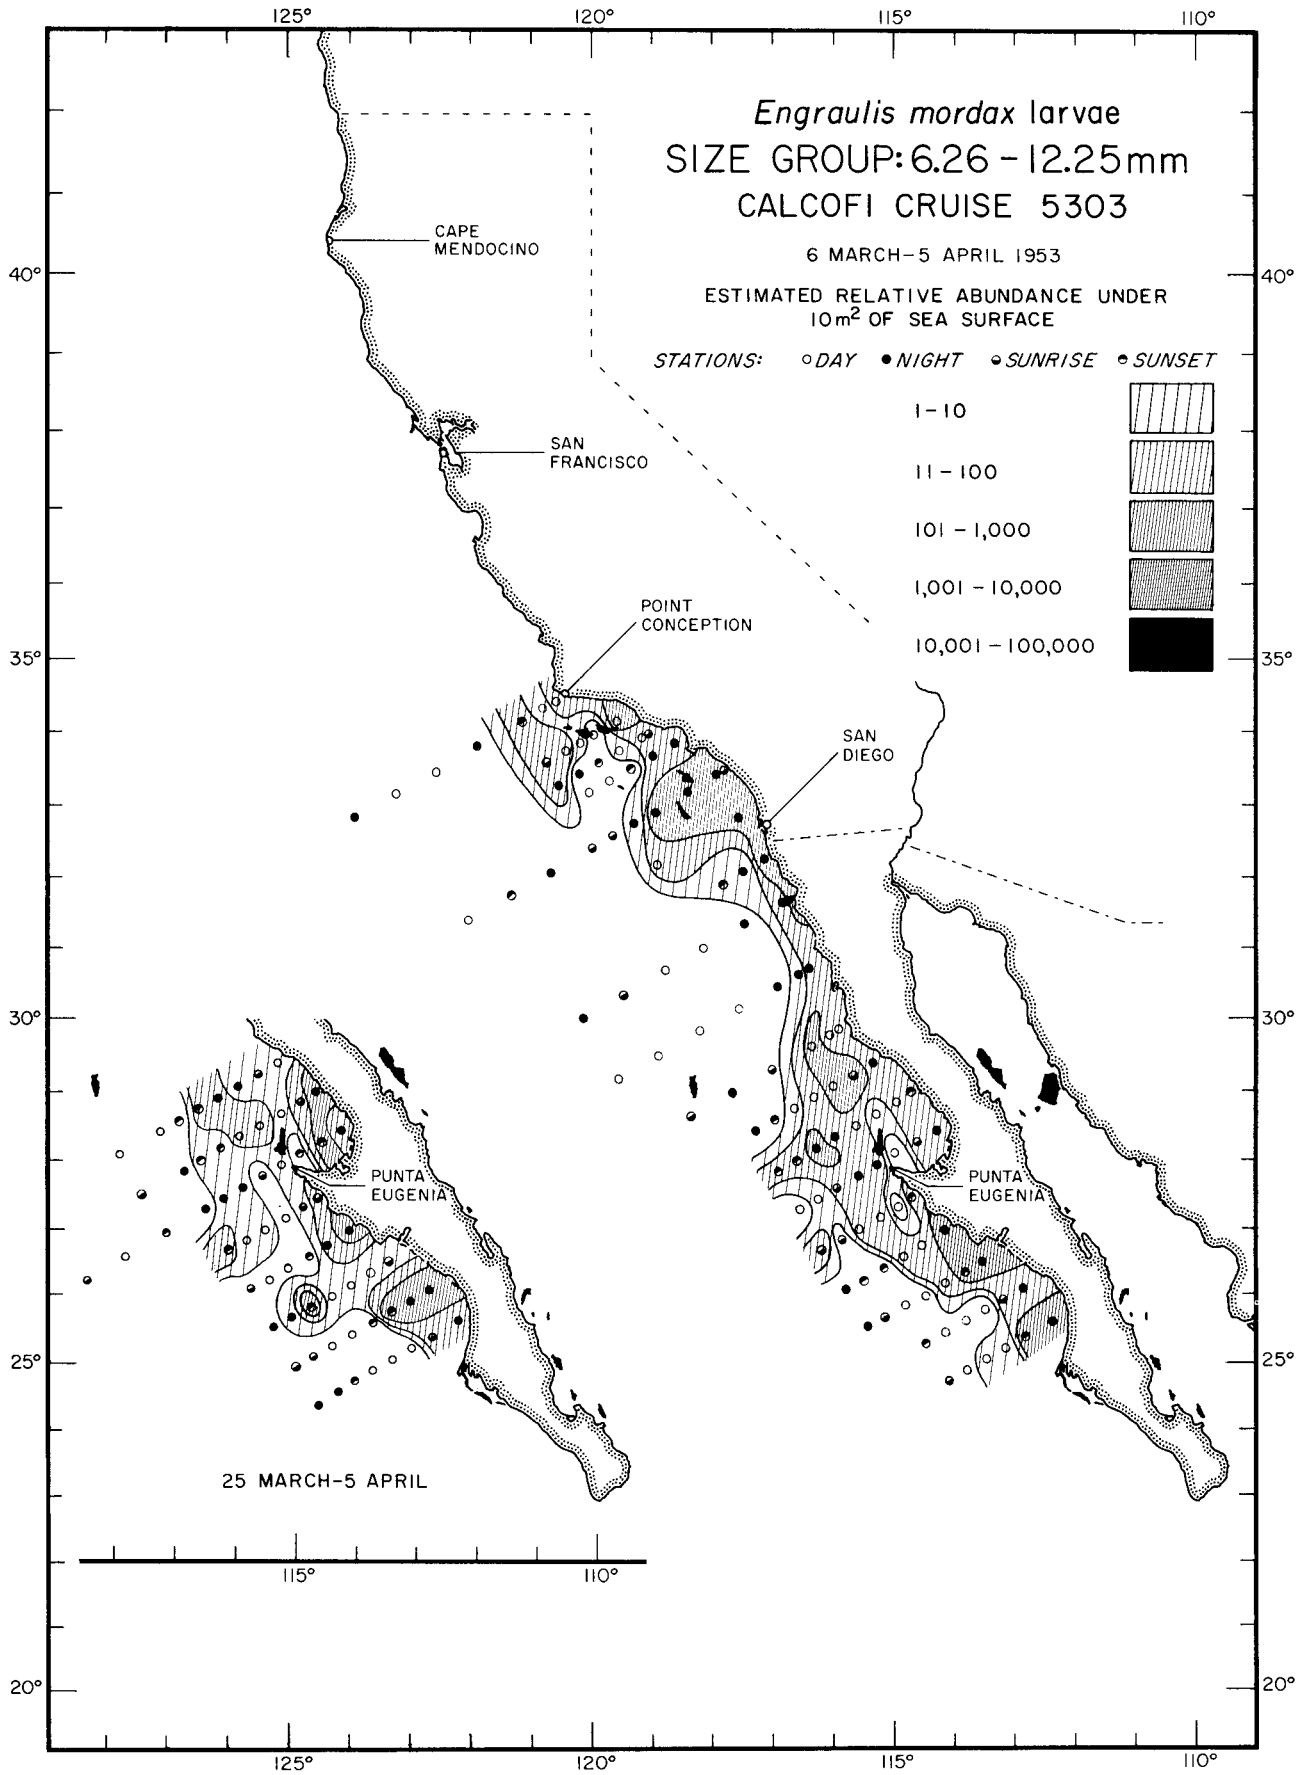 125° 120° 115° 110°
Engraulis mordax larvae
SIZE GROUP: 6.26 – 12.25mm
CALCOFI CRUISE 5303
6 MARCH – 5 APRIL 1953
ESTIMATED RELATIVE ABUNDANCE UNDER
10m² OF SEA SURFACE
STATIONS: DAY NIGHT SUNRISE SUNSET
1 – 10
11 – 100
101 – 1,000
1,001 – 10,000
10,001 – 100,000
CAPE
MENDOCINO
40° 40°
SAN
FRANCISCO
POINT
CONCEPTION
35° 35°
SAN
DIEGO
30° 30°
PUNTA
EUGENIA
PUNTA
EUGENIA
25° 25°
25 MARCH–5 APRIL
115° 110°
20° 20°
125° 120° 115° 110°